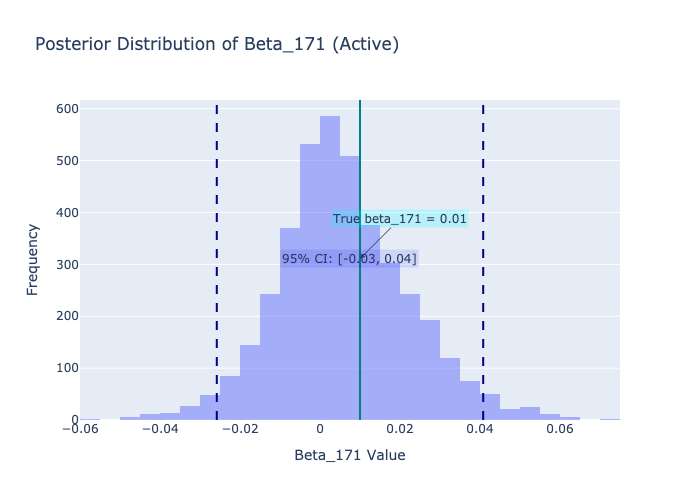 Posterior Distribution of Beta_171 (Active)
600
500
400
300
200
100
0
Frequency
True beta_171 = 0.01
95% CI: [-0.03, 0.04]
−0.06 −0.04 −0.02 0 0.02 0.04 0.06
Beta_171 Value